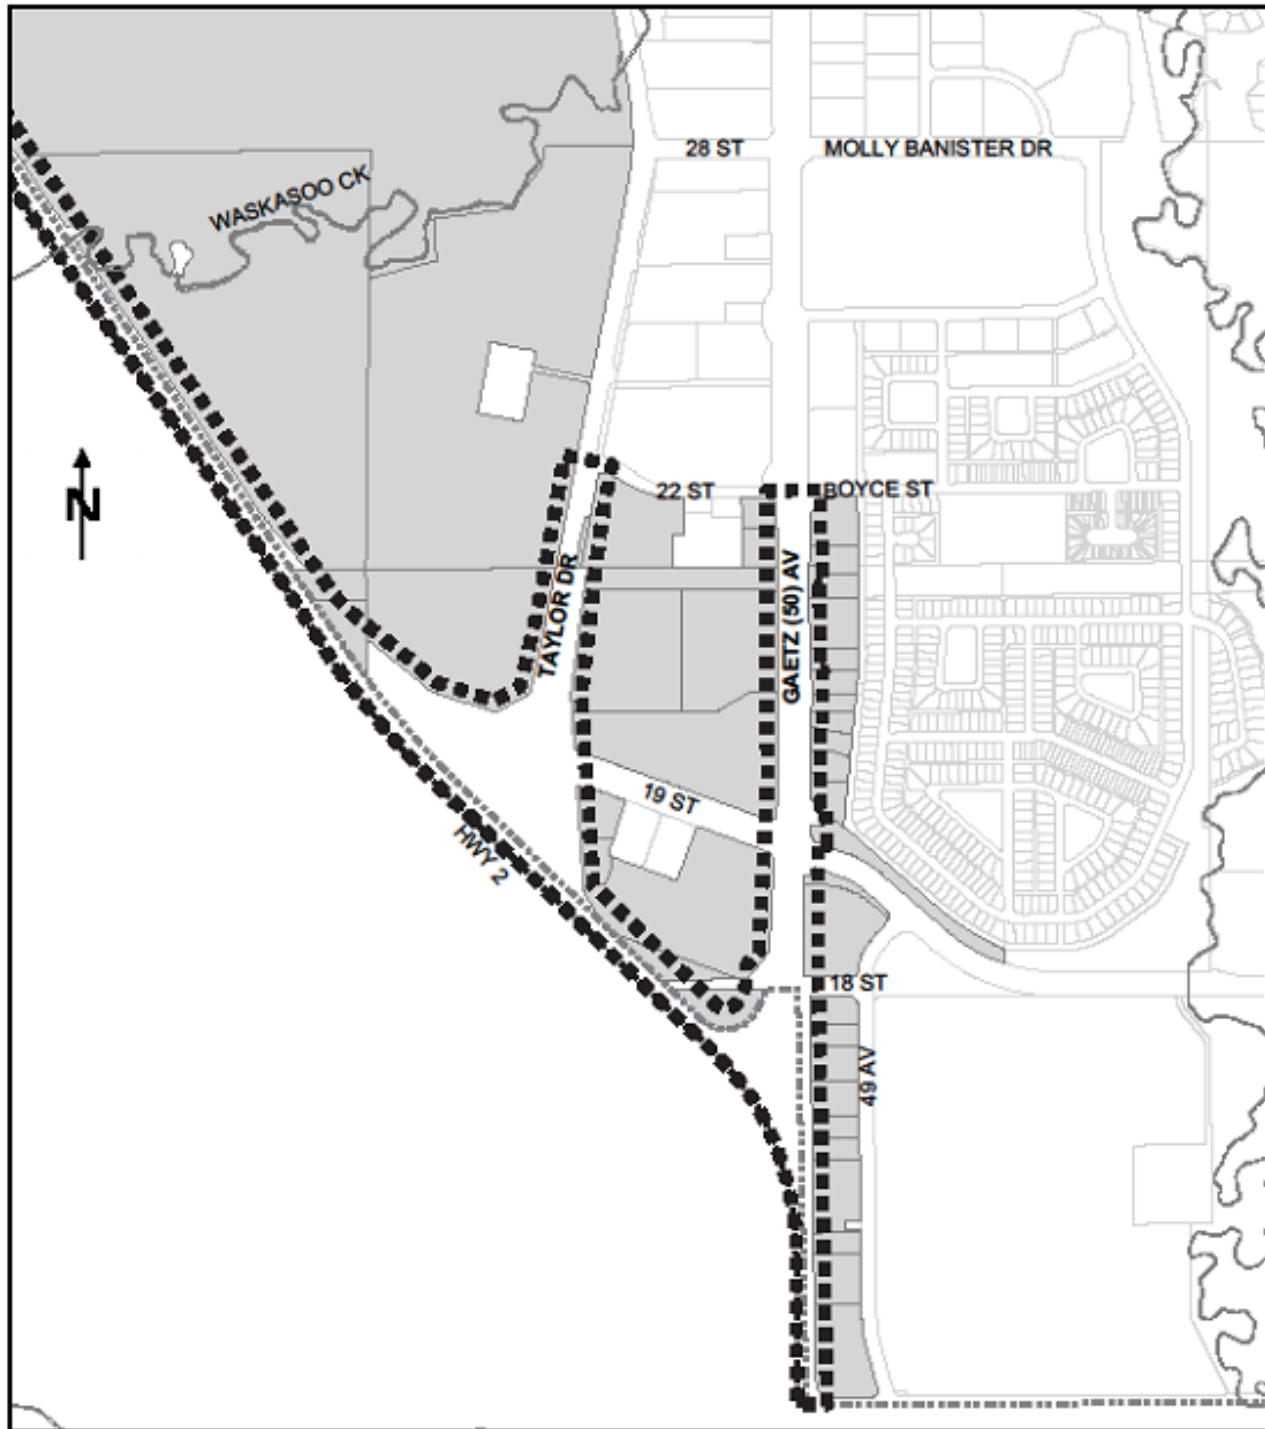 28 ST
MOLLY BANISTER DR
WASKASOO CK
N
22 ST
BOYCE ST
TAYLOR DR
GAETZ (50) AV
19 ST
HWY 2
18 ST
49 AV